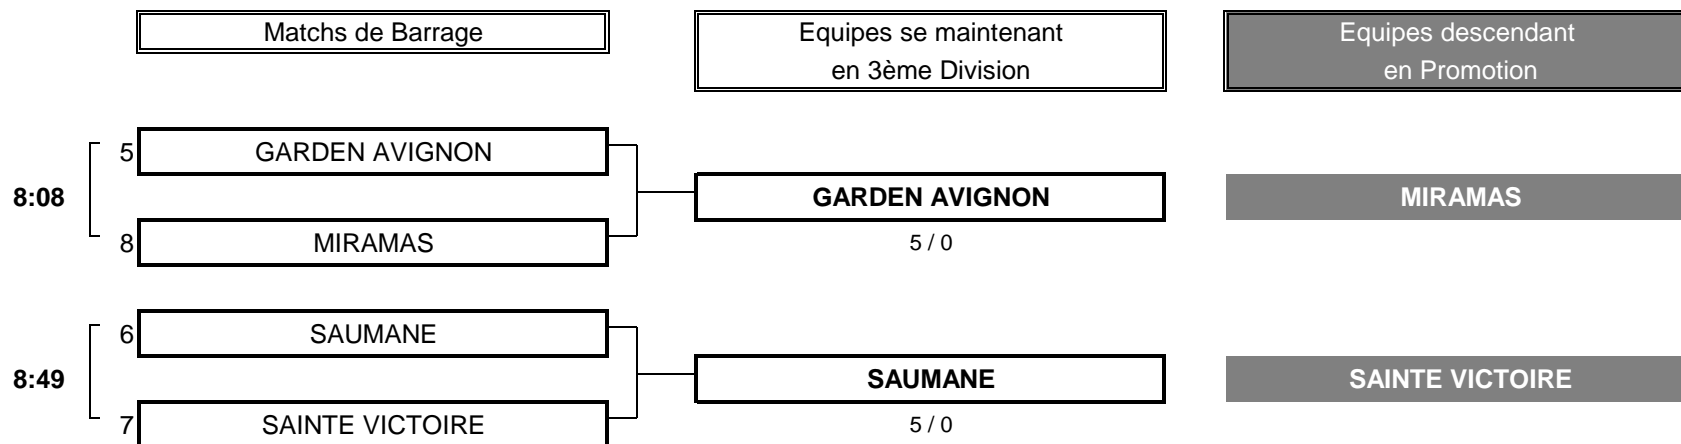 Matchs de Barrage
Equipes se maintenant
en 3ème Division
Equipes descendant
en Promotion
5 GARDEN AVIGNON
8:08
GARDEN AVIGNON
MIRAMAS
8 MIRAMAS
5 / 0
6 SAUMANE
8:49
SAUMANE
SAINTE VICTOIRE
7 SAINTE VICTOIRE
5 / 0